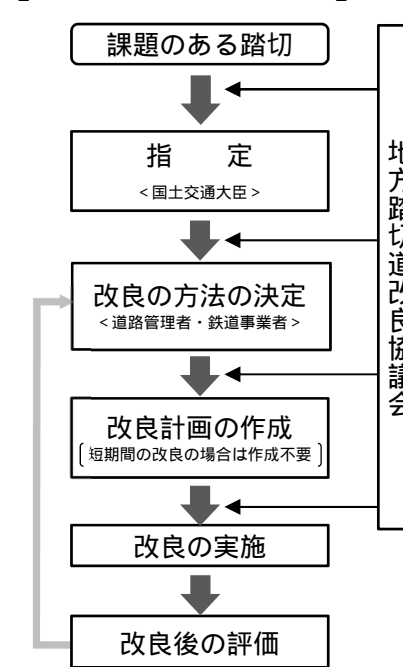 課題のある踏切
指　定
<国土交通大臣>
改良の方法の決定
<道路管理者・鉄道事業者>
改良計画の作成
〔短期間の改良の場合は作成不要〕
改良の実施
改良後の評価
地方踏切道改良協議会